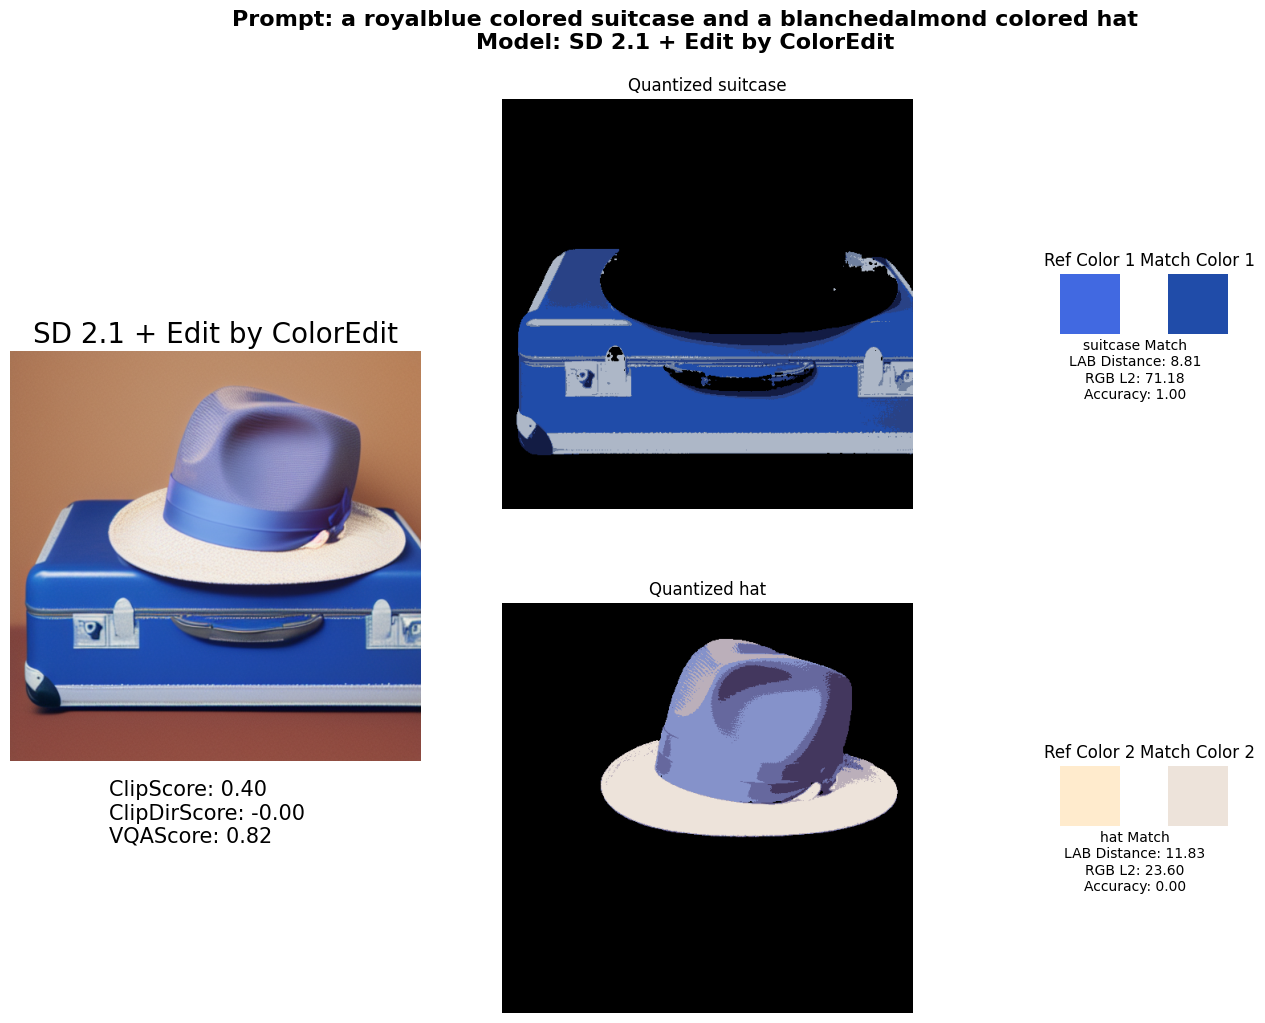 Prompt: a royalblue colored suitcase and a blanchedalmond colored hat
Model: SD 2.1 + Edit by ColorEdit
SD 2.1 + Edit by ColorEdit
ClipScore: 0.40
ClipDirScore: -0.00
VQAScore: 0.82
Quantized suitcase
Ref Color 1 Match Color 1
suitcase Match
LAB Distance: 8.81
RGB L2: 71.18
Accuracy: 1.00
Quantized hat
Ref Color 2 Match Color 2
hat Match
LAB Distance: 11.83
RGB L2: 23.60
Accuracy: 0.00